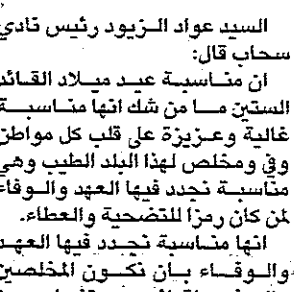 السيد عواد الزيود رئيس نادي
سحاب قال:
ان مناسبة عيد ميلاد القائد
الستين ما من شك انها مناسبة
غالية وعزيزة على قلب كل مواطن
وفي ومخلص لهذا البلد الطيب وهي
مناسبة نجدد فيها العهد والوفاء
لمن كان رمزا للتضحية والعطاء.
انها مناسبة نجدد فيها العهد
والوفاء بان نكون المخلصين